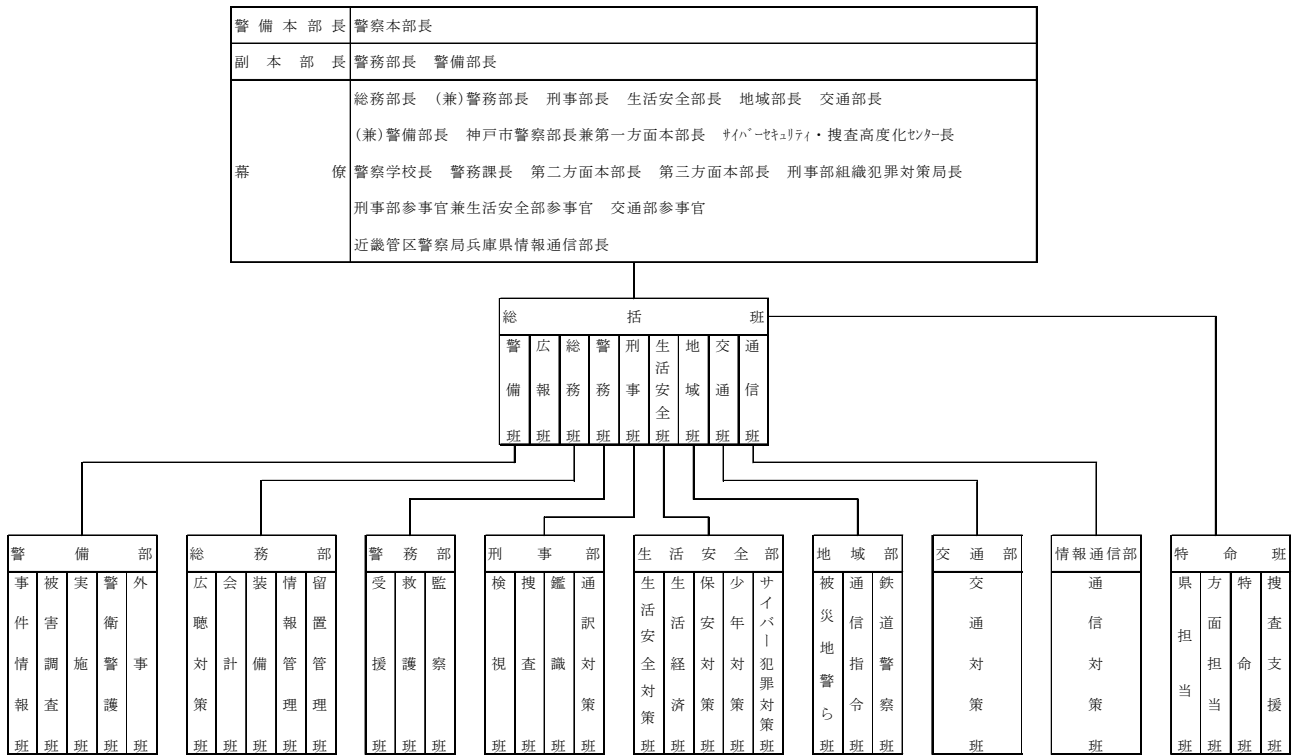 警備本部長 警察本部長
副本部長 警務部長 警備部長
幕僚
総務部長 (兼)警務部長 刑事部長 生活安全部長 地域部長 交通部長
(兼)警備部長 神戸市警察部長兼第一方面本部長 ｻｲﾊﾞｰｾｷｭﾘﾃｨ・捜査高度化ｾﾝﾀｰ長
警察学校長 警務課長 第二方面本部長 第三方面本部長 刑事部組織犯罪対策局長
刑事部参事官兼生活安全部参事官 交通部参事官
近畿管区警察局兵庫県情報通信部長
総括班
警備班
広報班
総務班
警務班
刑事班
生活安全班
地域班
交通班
通信班
警備部
事件情報班
被害調査班
実施班
警衛警護班
外事班
総務部
広聴対策班
会計班
装備班
情報管理班
留置管理班
警務部
受援班
救護班
監察班
刑事部
検視班
捜査班
鑑識班
通訳対策班
生活安全部
生活安全対策班
生活経済班
保安対策班
少年対策班
サイバー犯罪対策班
地域部
被災地警ら班
通信指令班
鉄道警察班
交通部
交通対策班
情報通信部
通信対策班
特命班
県担当班
方面担当班
特命班
捜査支援班